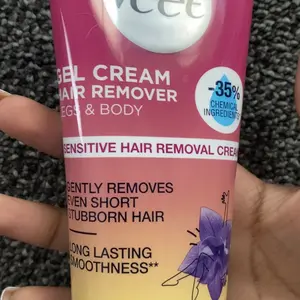 Veet
GEL CREAM
HAIR REMOVER
LEGS & BODY
-35%
CHEMICAL
INGREDIENTS
SENSITIVE HAIR REMOVAL CREAM
GENTLY REMOVES
EVEN SHORT
STUBBORN HAIR
LONG LASTING
SMOOTHNESS**